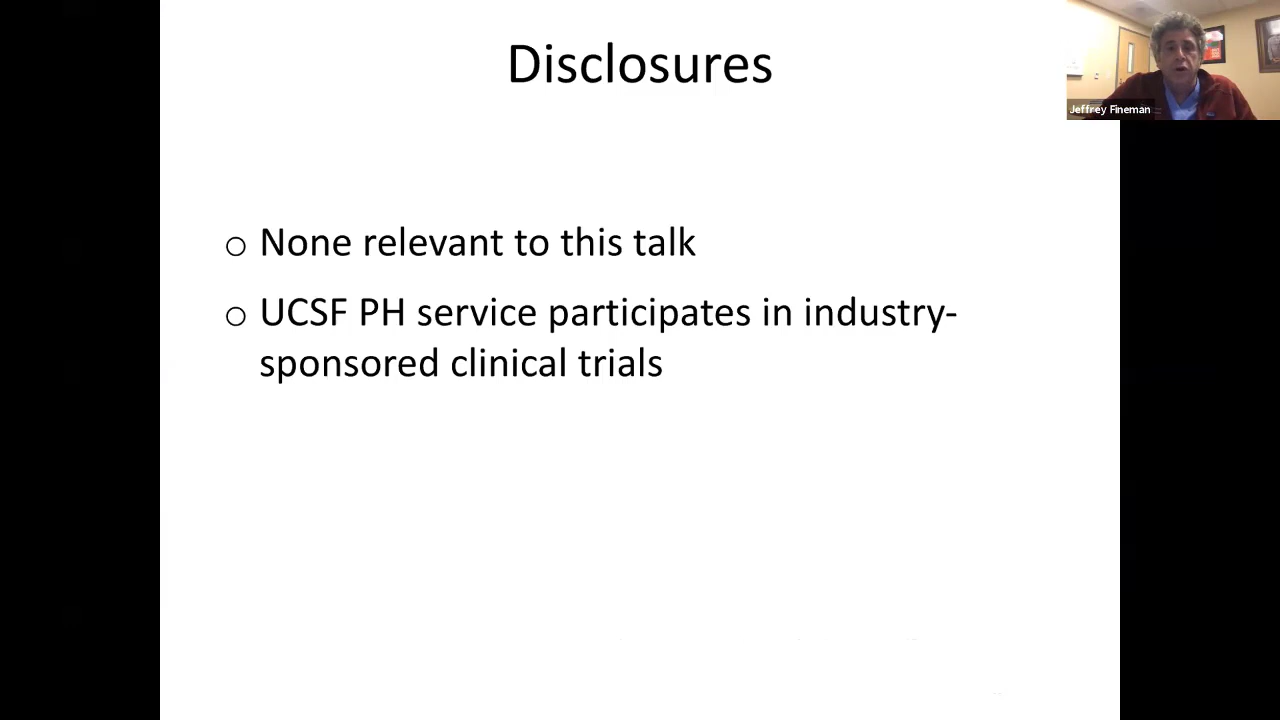 Disclosures
Jeffrey Fineman
o None relevant to this talk
o UCSF PH service participates in industry-
sponsored clinical trials